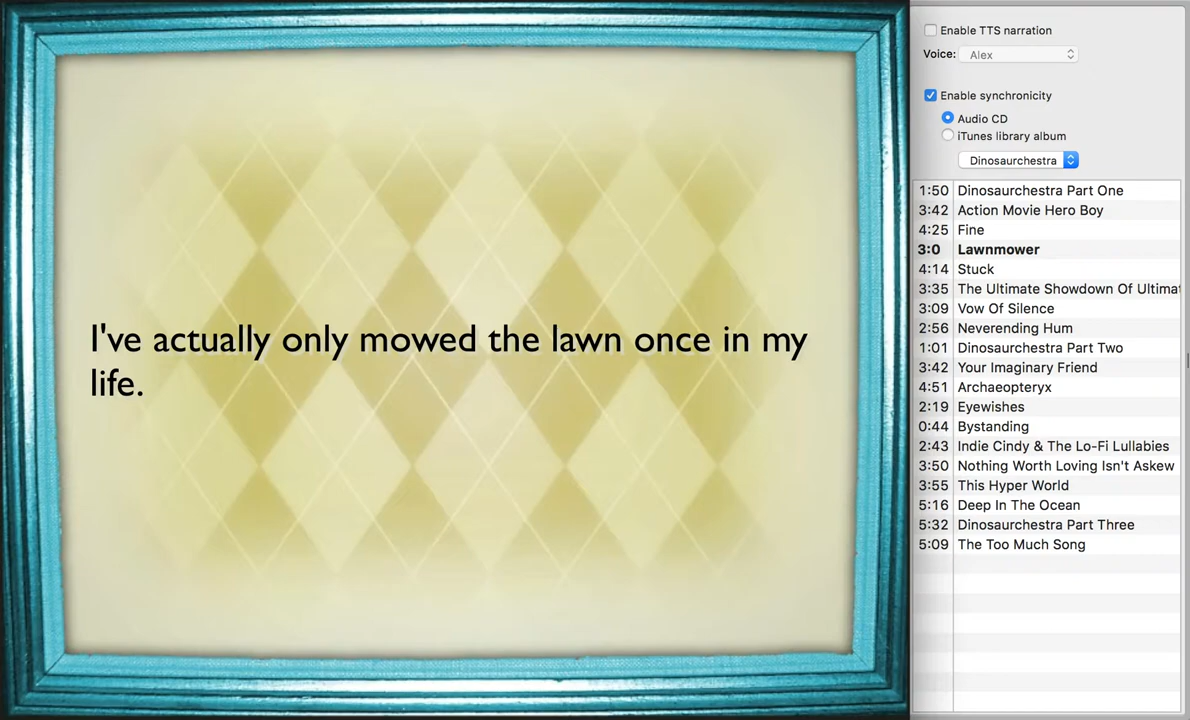 I've actually only mowed the lawn once in my
life.
Enable TTS narration
Voice: Alex
Enable synchronicity
Audio CD
iTunes library album
Dinosaurchestra
1:50 Dinosaurchestra Part One
3:42 Action Movie Hero Boy
4:25 Fine
3:0 Lawnmower
4:14 Stuck
3:35 The Ultimate Showdown Of Ultimat
3:09 Vow Of Silence
2:56 Neverending Hum
1:01 Dinosaurchestra Part Two
3:42 Your Imaginary Friend
4:51 Archaeopteryx
2:19 Eyewishes
0:44 Bystanding
2:43 Indie Cindy & The Lo-Fi Lullabies
3:50 Nothing Worth Loving Isn't Askew
3:55 This Hyper World
5:16 Deep In The Ocean
5:32 Dinosaurchestra Part Three
5:09 The Too Much Song